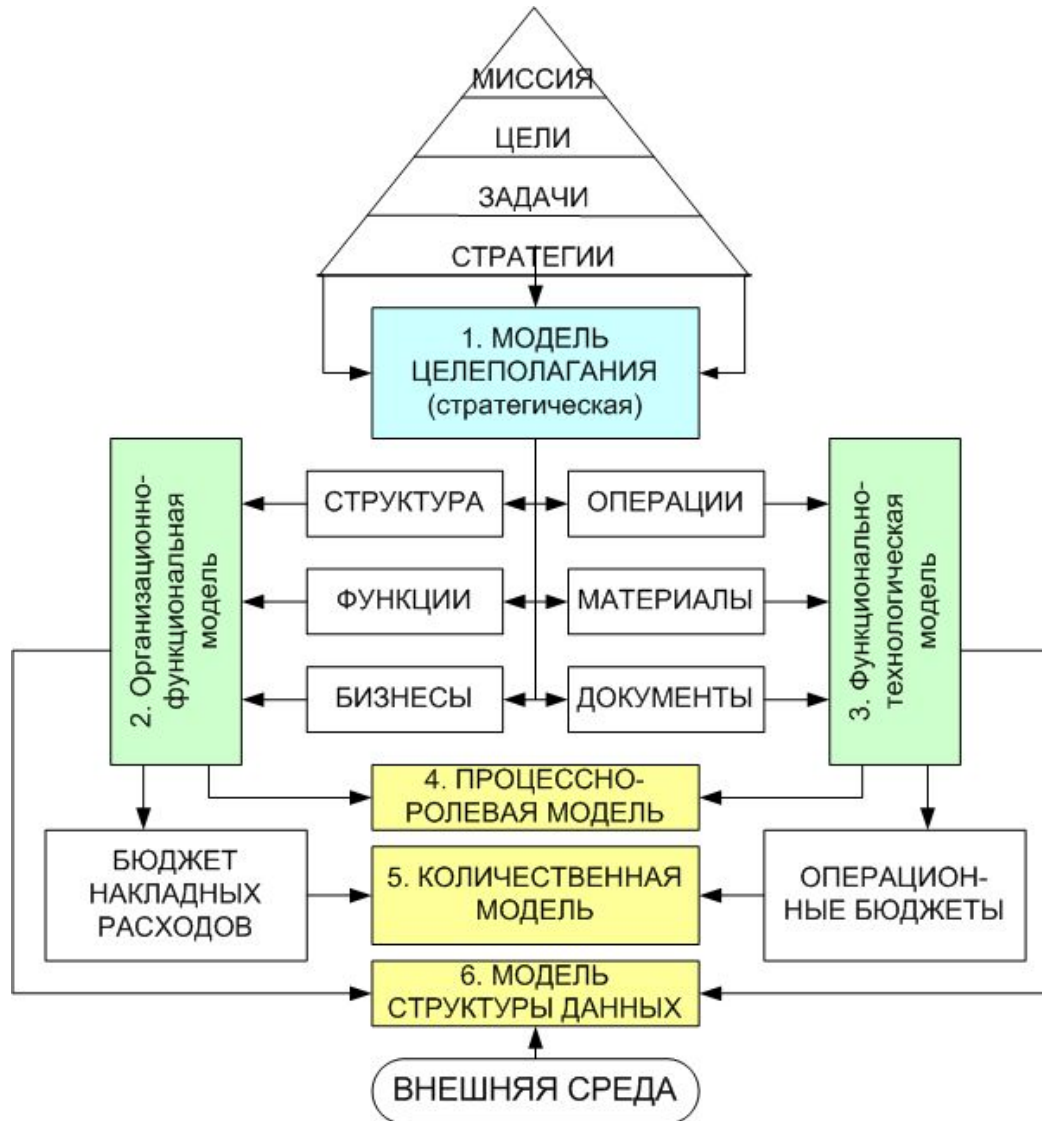 МИССИЯ
ЦЕЛИ
ЗАДАЧИ
СТРАТЕГИИ
1. МОДЕЛЬ
ЦЕЛЕПОЛАГАНИЯ
(стратегическая)
2. Организационно-
функциональная
модель
СТРУКТУРА
ОПЕРАЦИИ
ФУНКЦИИ
МАТЕРИАЛЫ
БИЗНЕСЫ
ДОКУМЕНТЫ
3. Функционально-
технологическая
модель
4. ПРОЦЕССНО-
РОЛЕВАЯ МОДЕЛЬ
БЮДЖЕТ
НАКЛАДНЫХ
РАСХОДОВ
5. КОЛИЧЕСТВЕННАЯ
МОДЕЛЬ
ОПЕРАЦИОН-
НЫЕ БЮДЖЕТЫ
6. МОДЕЛЬ
СТРУКТУРЫ ДАННЫХ
ВНЕШНЯЯ СРЕДА